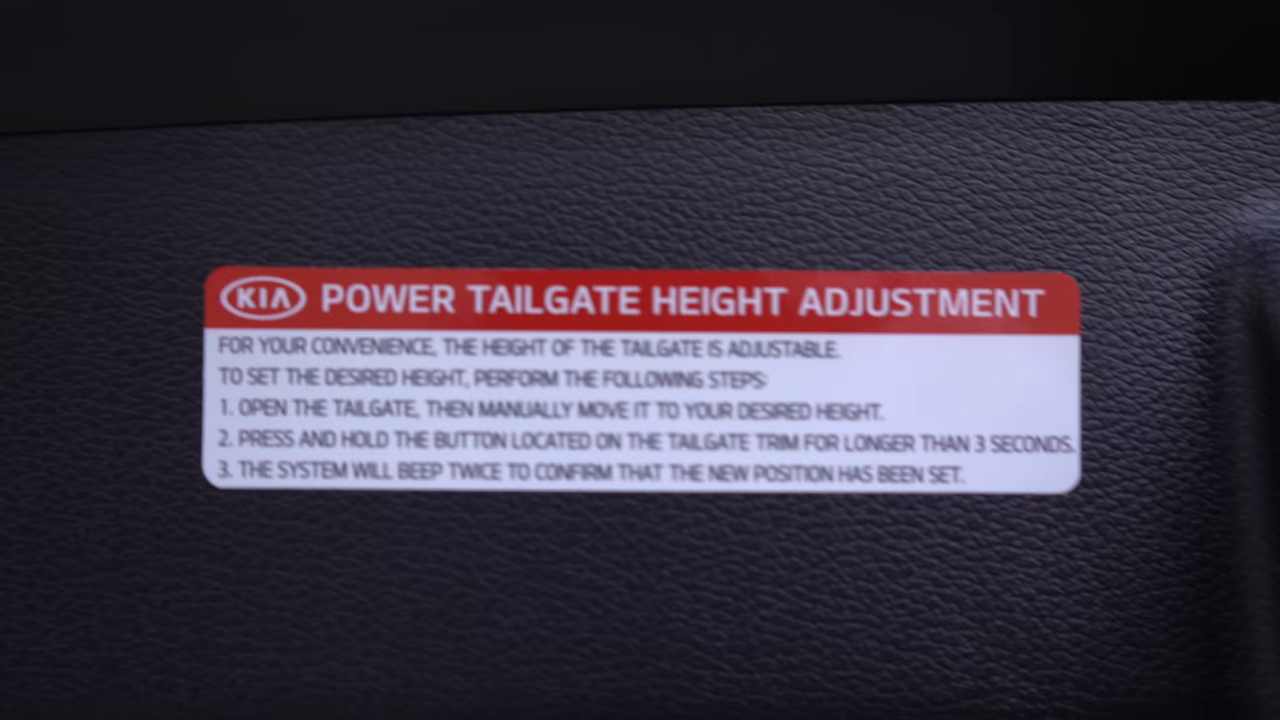 KIA POWER TAILGATE HEIGHT ADJUSTMENT
FOR YOUR CONVENIENCE, THE HEIGHT OF THE TAILGATE IS ADJUSTABLE.
TO SET THE DESIRED HEIGHT, PERFORM THE FOLLOWING STEPS:
1. OPEN THE TAILGATE, THEN MANUALLY MOVE IT TO YOUR DESIRED HEIGHT.
2. PRESS AND HOLD THE BUTTON LOCATED ON THE TAILGATE TRIM FOR LONGER THAN 3 SECONDS.
3. THE SYSTEM WILL BEEP TWICE TO CONFIRM THAT THE NEW POSITION HAS BEEN SET.